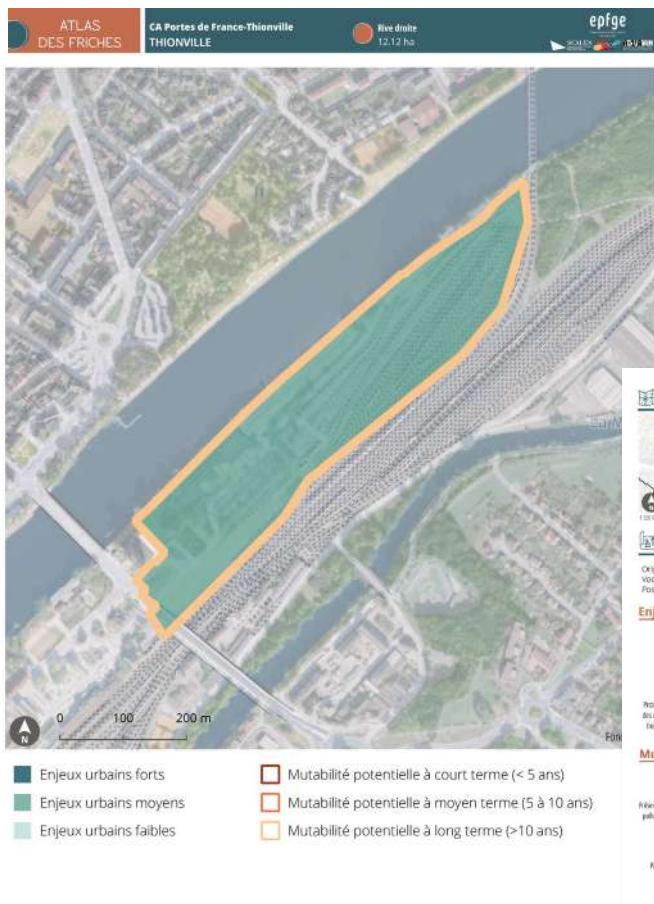 ATLAS
DES FRICHES
CA Portes de France-Thionville
THIONVILLE
Rive droite
12.12 ha
epfge
SCALEN
0 100 200 m
N
Enjeux urbains forts
Enjeux urbains moyens
Enjeux urbains faibles
Mutabilité potentielle à court terme (< 5 ans)
Mutabilité potentielle à moyen terme (5 à 10 ans)
Mutabilité potentielle à long terme (>10 ans)